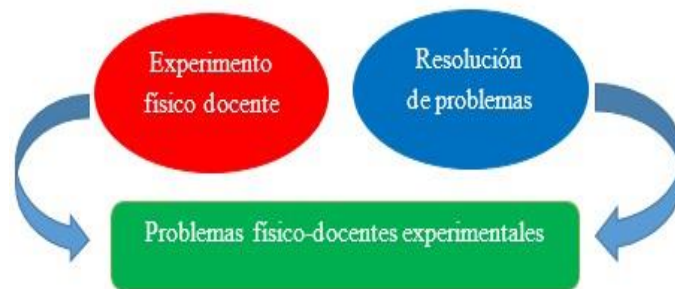 Experimento
físico docente
Resolución
de problemas
Problemas físico-docentes experimentales